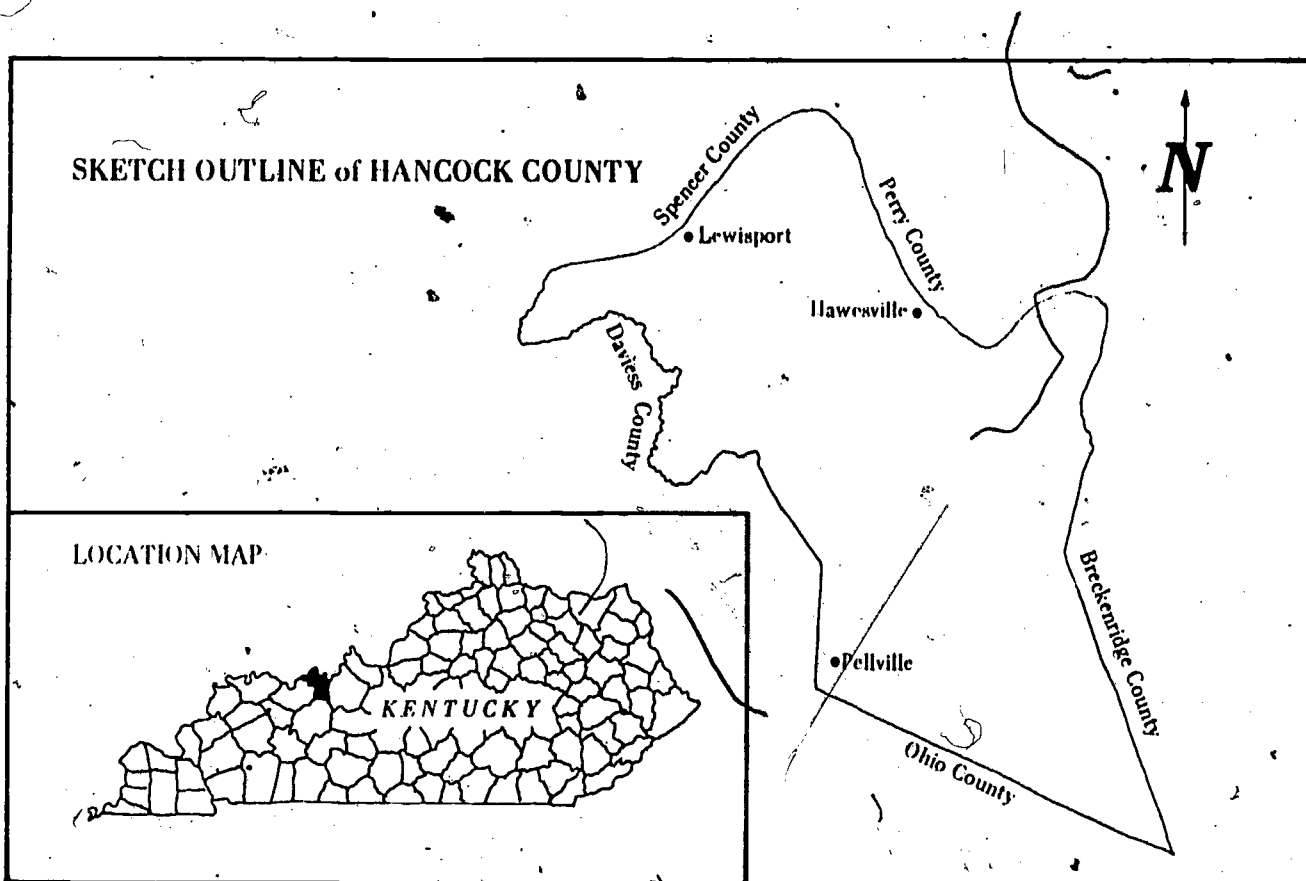 SKETCH OUTLINE of HANCOCK COUNTY
Spencer County
Perry County
N
Lewisport
Hawesville
Daviess County
LOCATION MAP
Breckenridge County
Pellville
KENTUCKY
Ohio County